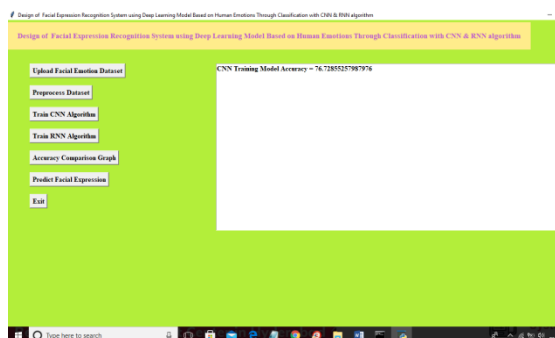 Design of Facial Expression Recognition System using Deep Learning Model Based on Human Emotions Through Classification with CNN & RNN algorithm
Design of Facial Expression Recognition System using Deep Learning Model Based on Human Emotions Through Classification with CNN & RNN algorithm
Upload Facial Emotion Dataset
CNN Training Model Accuracy = 76.72855257987976
Preprocess Dataset
Train CNN Algorithm
Train RNN Algorithm
Accuracy Comparison Graph
Predict Facial Expression
Exit
Type here to search